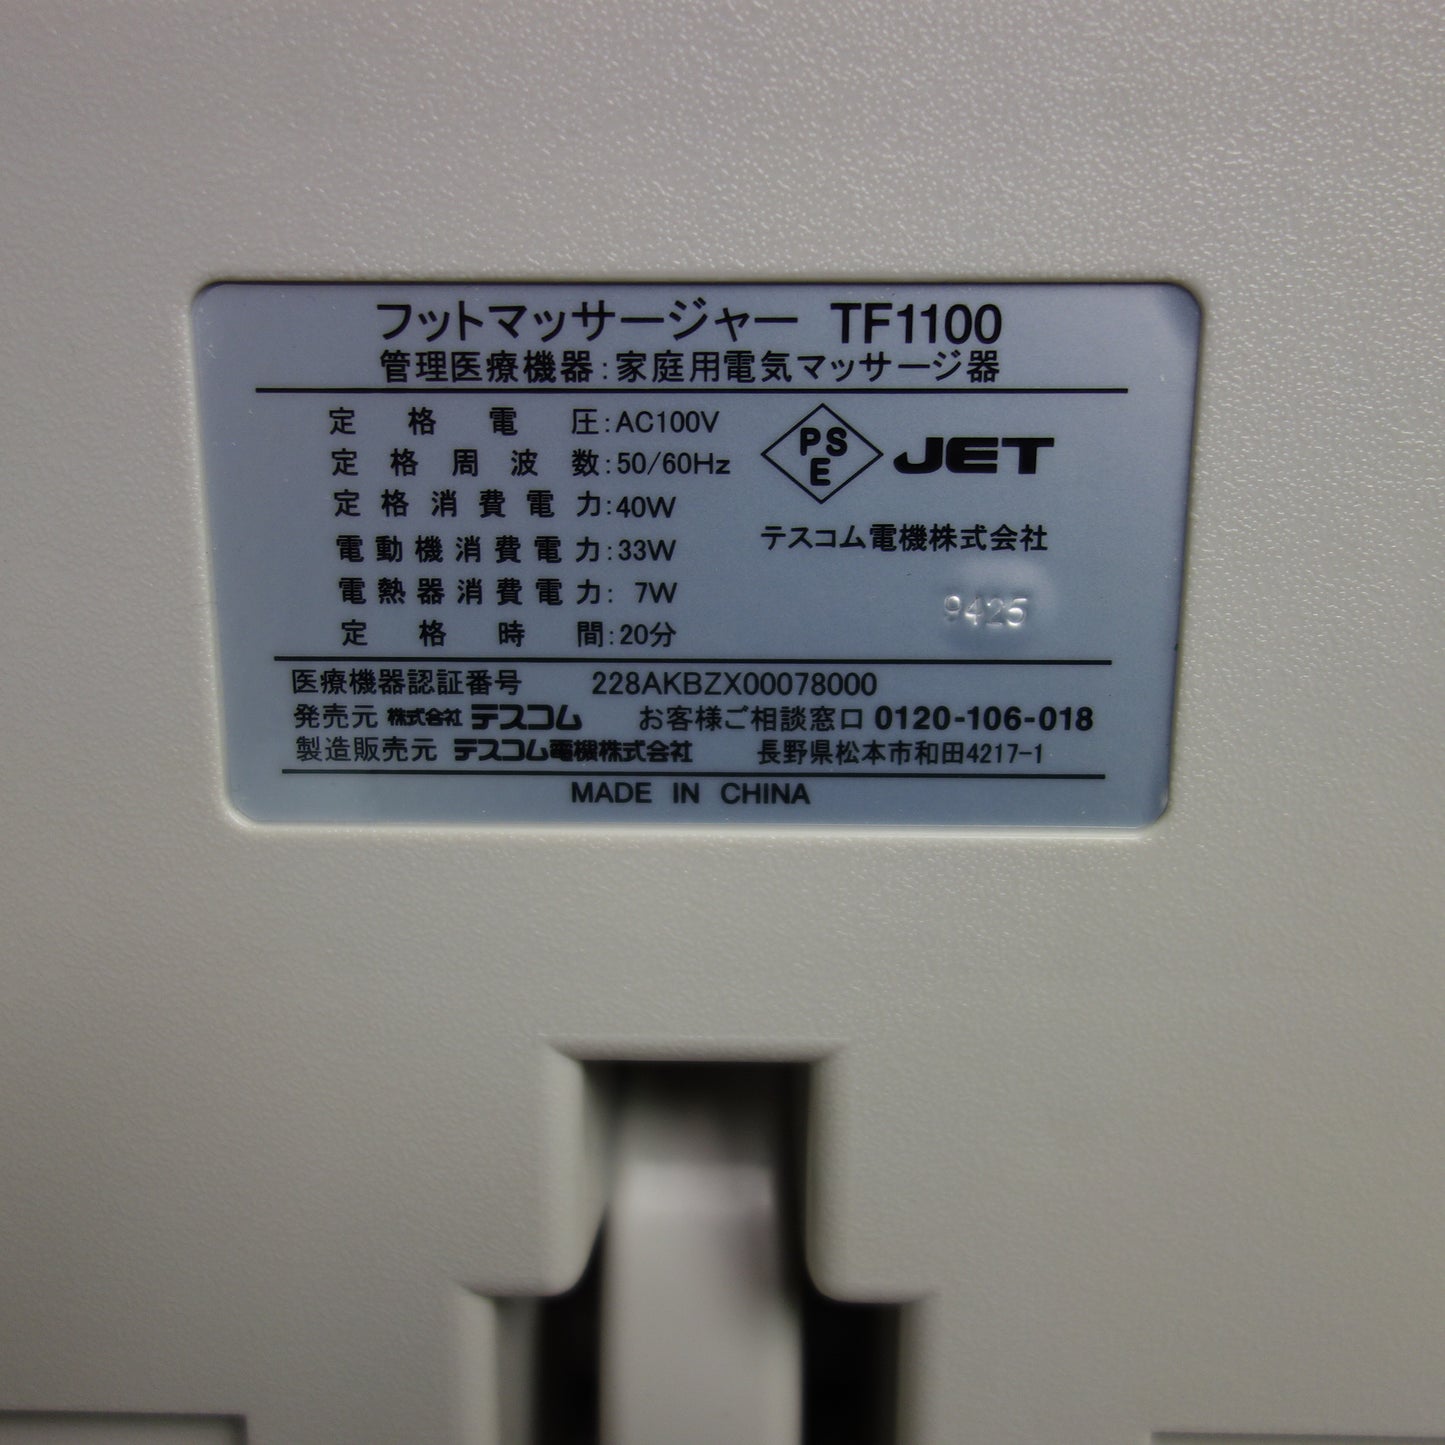 フットマッサージャー TF1100
管理医療機器:家庭用電気マッサージ器
定格電圧:AC100V
定格周波数:50/60Hz
定格消費電力:40W
電動機消費電力:33W
電熱器消費電力: 7W
定格時間:20分
PSE JET
テスコム電機株式会社
9425
医療機器認証番号 228AKBZX00078000
発売元 株式会社 テスコム お客様ご相談窓口 0120-106-018
製造販売元 テスコム電機株式会社 長野県松本市和田4217-1
MADE IN CHINA